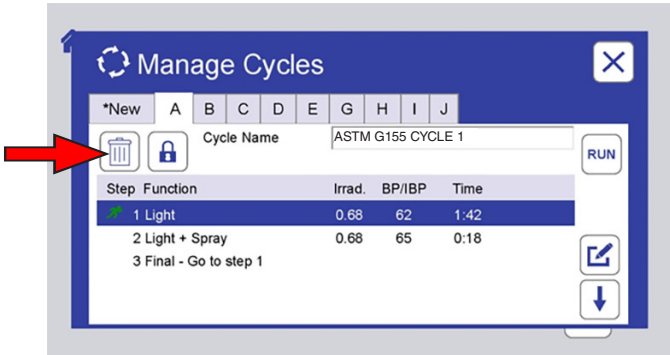 Manage Cycles
*New A B C D E G H I J
Cycle Name ASTM G155 CYCLE 1
RUN
Step Function Irrad. BP/IBP Time
1 Light 0.68 62 1:42
2 Light + Spray 0.68 65 0:18
3 Final - Go to step 1